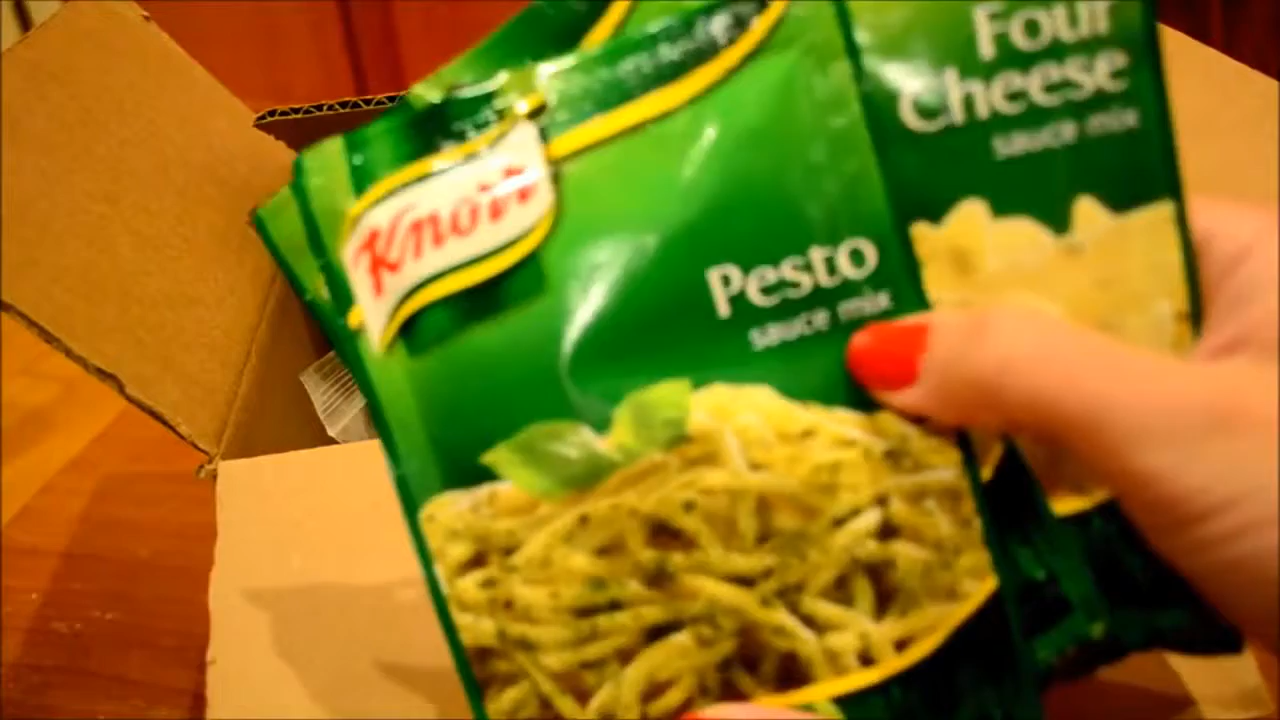 Knorr
Pesto
sauce mix
Four
Cheese
sauce mix